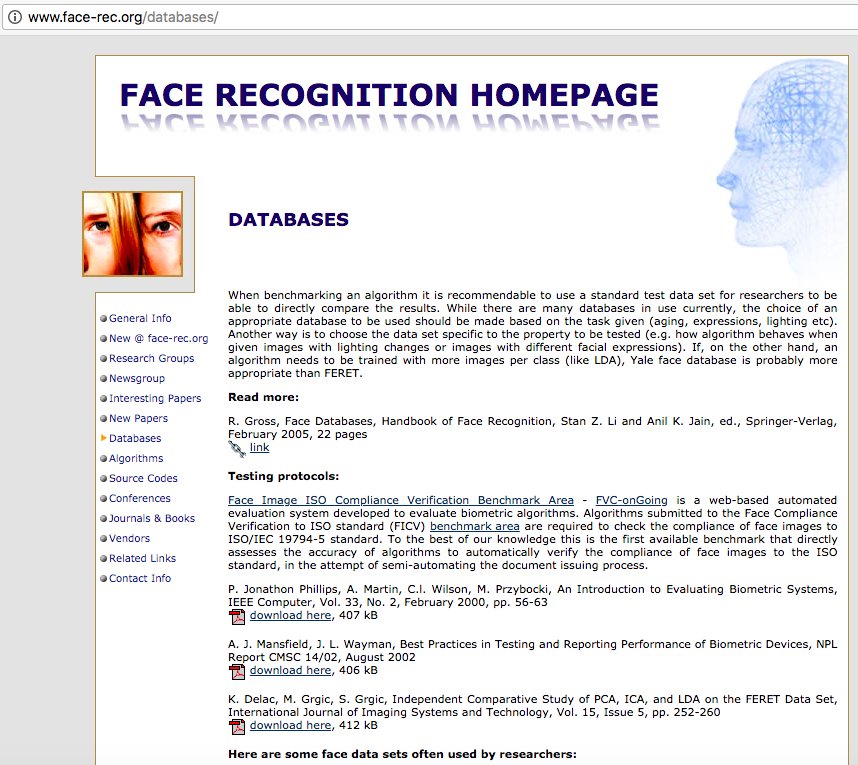 www.face-rec.org/databases/
FACE RECOGNITION HOMEPAGE
DATABASES
General Info
New @ face-rec.org
Research Groups
Newsgroup
Interesting Papers
New Papers
Databases
Algorithms
Source Codes
Conferences
Journals & Books
Vendors
Related Links
Contact Info
When benchmarking an algorithm it is recommendable to use a standard test data set for researchers to be
able to directly compare the results. While there are many databases in use currently, the choice of an
appropriate database to be used should be made based on the task given (aging, expressions, lighting etc).
Another way is to choose the data set specific to the property to be tested (e.g. how algorithm behaves when
given images with lighting changes or images with different facial expressions). If, on the other hand, an
algorithm needs to be trained with more images per class (like LDA), Yale face database is probably more
appropriate than FERET.
Read more:
R. Gross, Face Databases, Handbook of Face Recognition, Stan Z. Li and Anil K. Jain, ed., Springer-Verlag,
February 2005, 22 pages
link
Testing protocols:
Face Image ISO Compliance Verification Benchmark Area - FVC-onGoing is a web-based automated
evaluation system developed to evaluate biometric algorithms. Algorithms submitted to the Face Compliance
Verification to ISO standard (FICV) benchmark area are required to check the compliance of face images to
ISO/IEC 19794-5 standard. To the best of our knowledge this is the first available benchmark that directly
assesses the accuracy of algorithms to automatically verify the compliance of face images to the ISO
standard, in the attempt of semi-automating the document issuing process.
P. Jonathon Phillips, A. Martin, C.l. Wilson, M. Przybocki, An Introduction to Evaluating Biometric Systems,
IEEE Computer, Vol. 33, No. 2, February 2000, pp. 56-63
download here, 407 kB
A. J. Mansfield, J. L. Wayman, Best Practices in Testing and Reporting Performance of Biometric Devices, NPL
Report CMSC 14/02, August 2002
download here, 406 kB
K. Delac, M. Grgic, S. Grgic, Independent Comparative Study of PCA, ICA, and LDA on the FERET Data Set,
International Journal of Imaging Systems and Technology, Vol. 15, Issue 5, pp. 252-260
download here, 412 kB
Here are some face data sets often used by researchers: